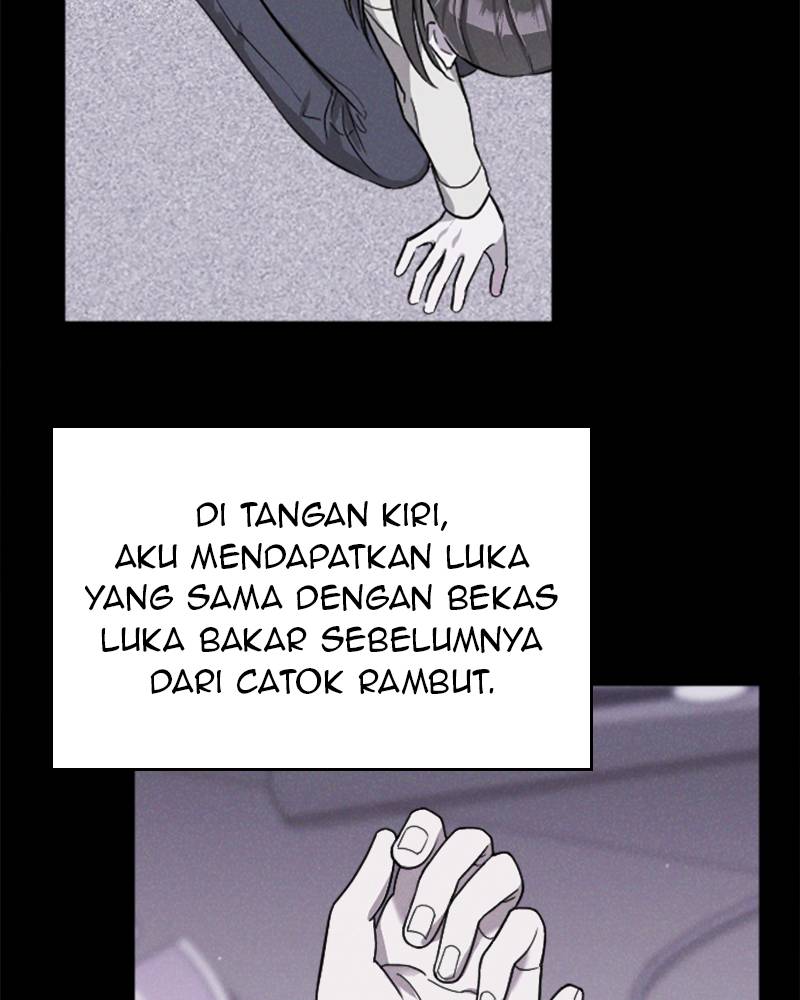 DI TANGAN KIRI,
AKU MENDAPATKAN LUKA
YANG SAMA DENGAN BEKAS
LUKA BAKAR SEBELUMNYA
DARI CATOK RAMBUT.